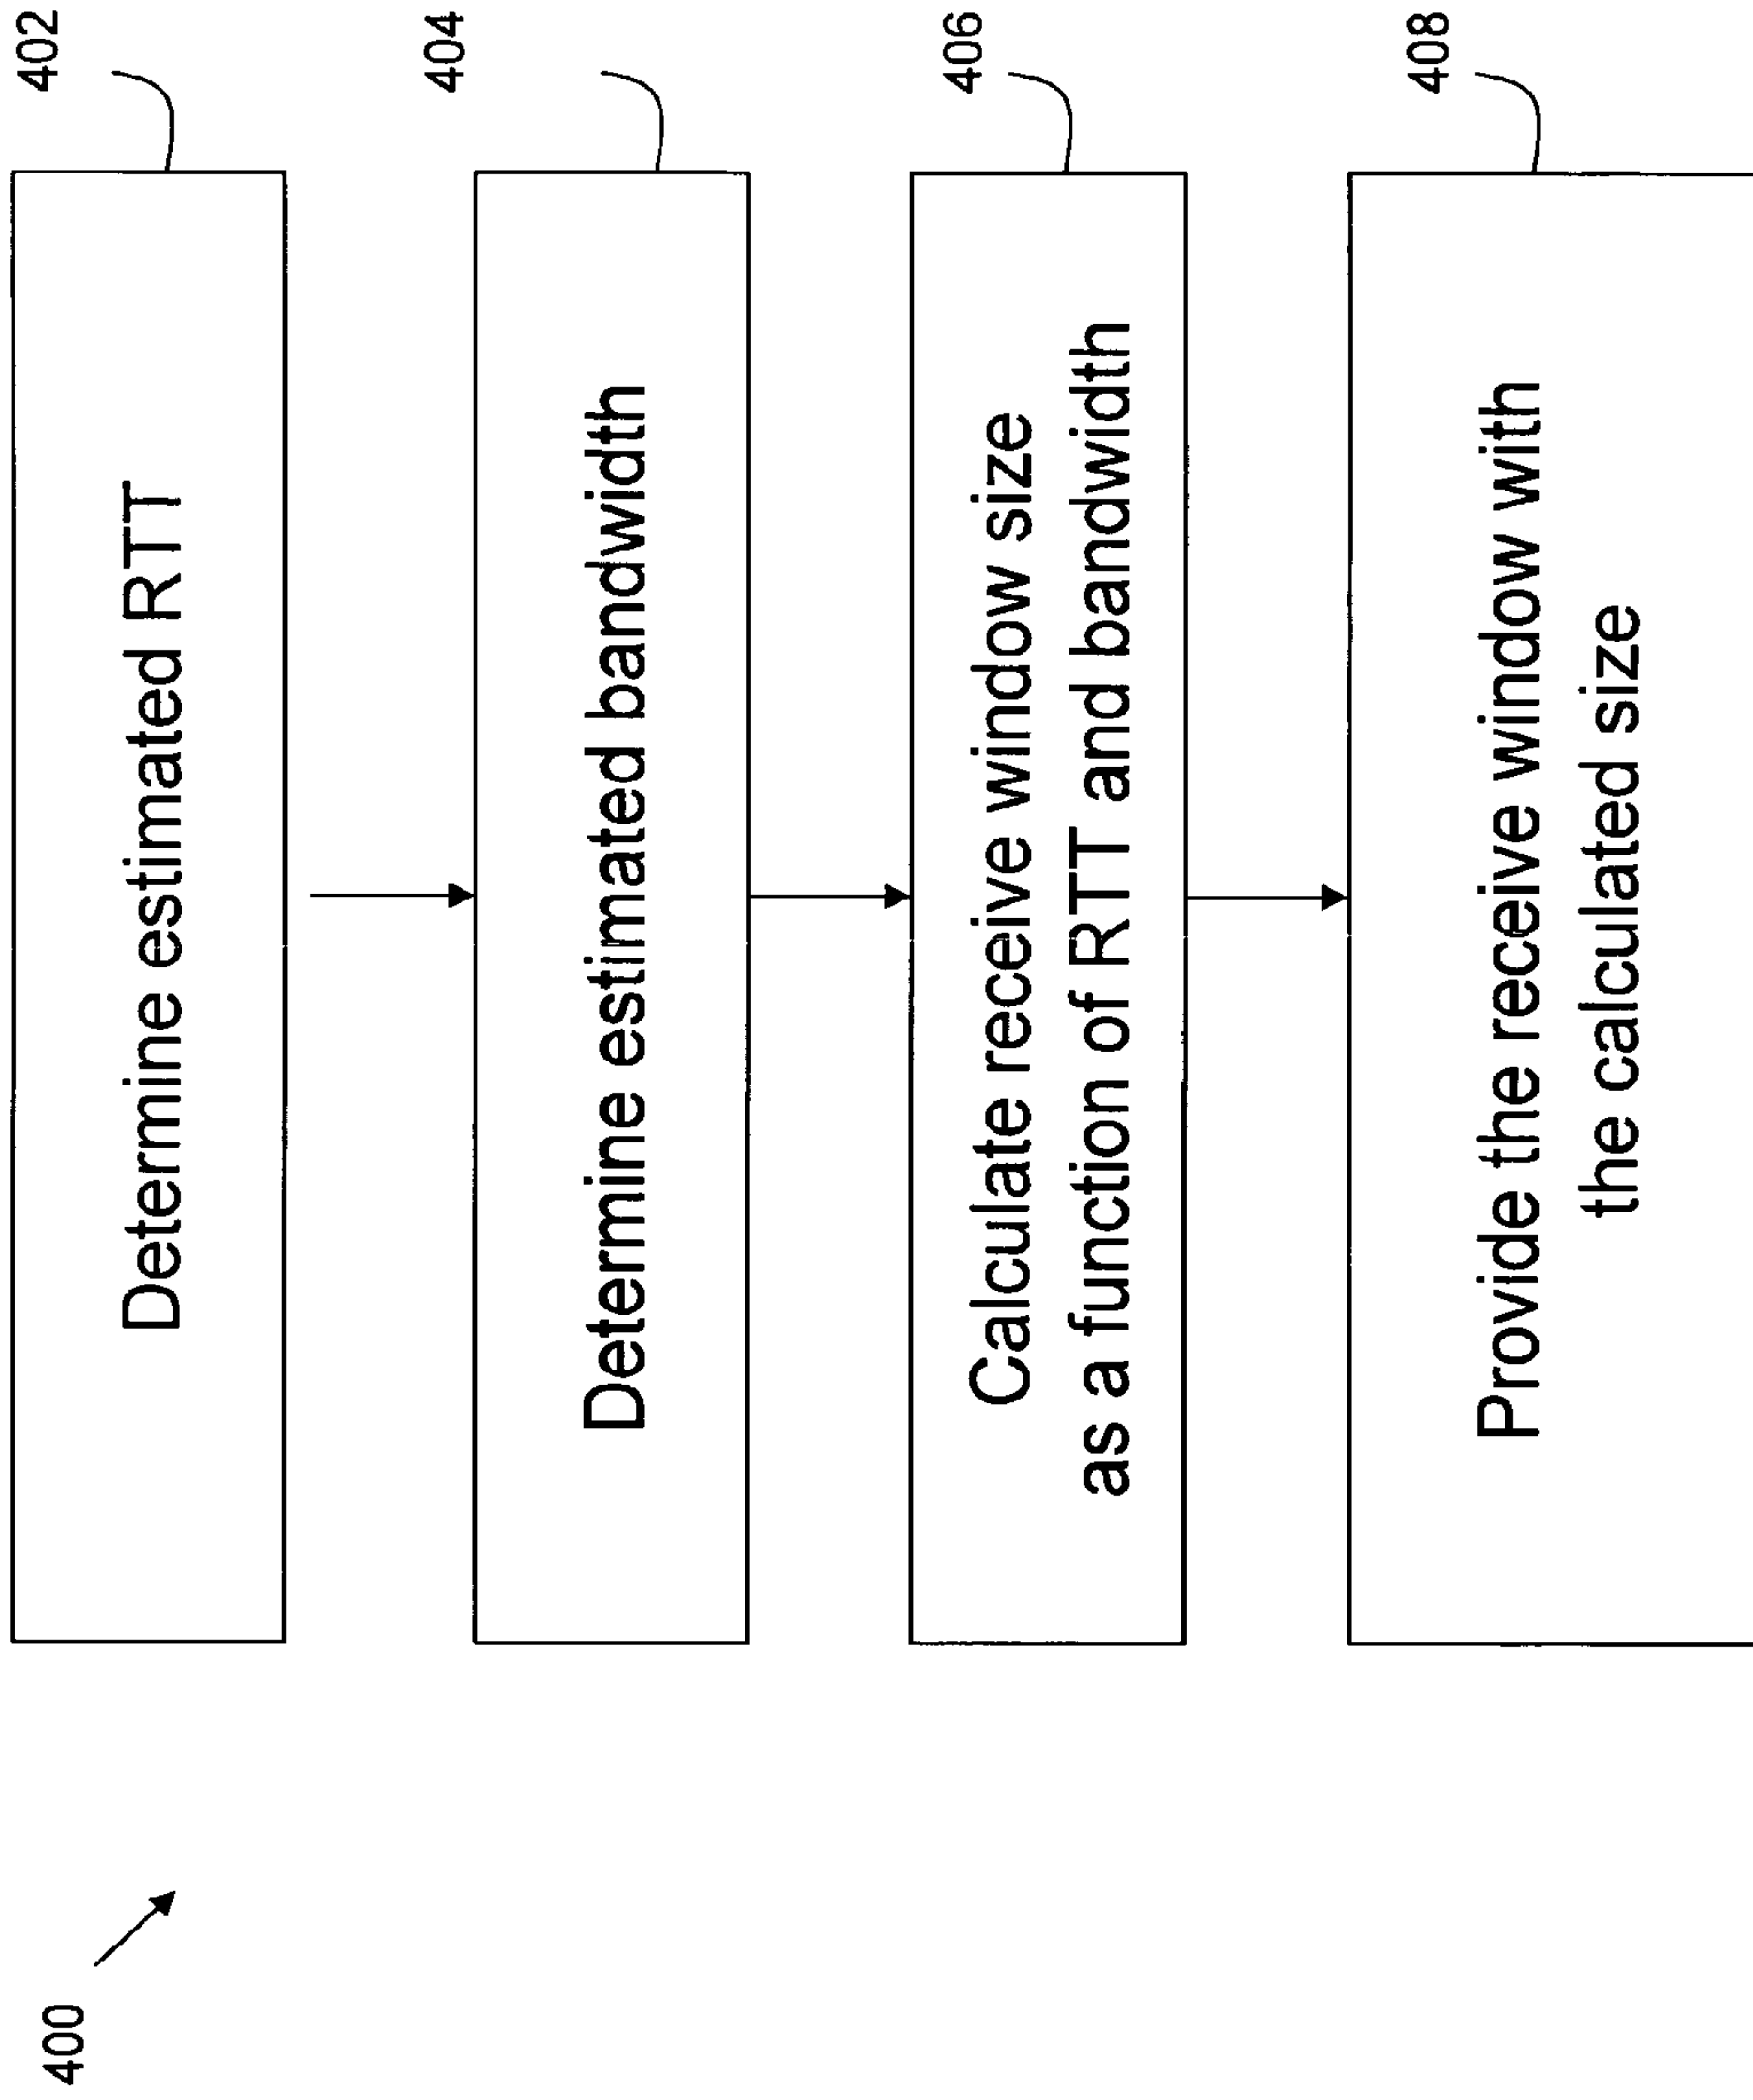 400
402
Determine estimated RTT
404
Determine estimated bandwidth
406
Calculate receive window size
as a function of RTT and bandwidth
408
Provide the receive window with
the calculated size